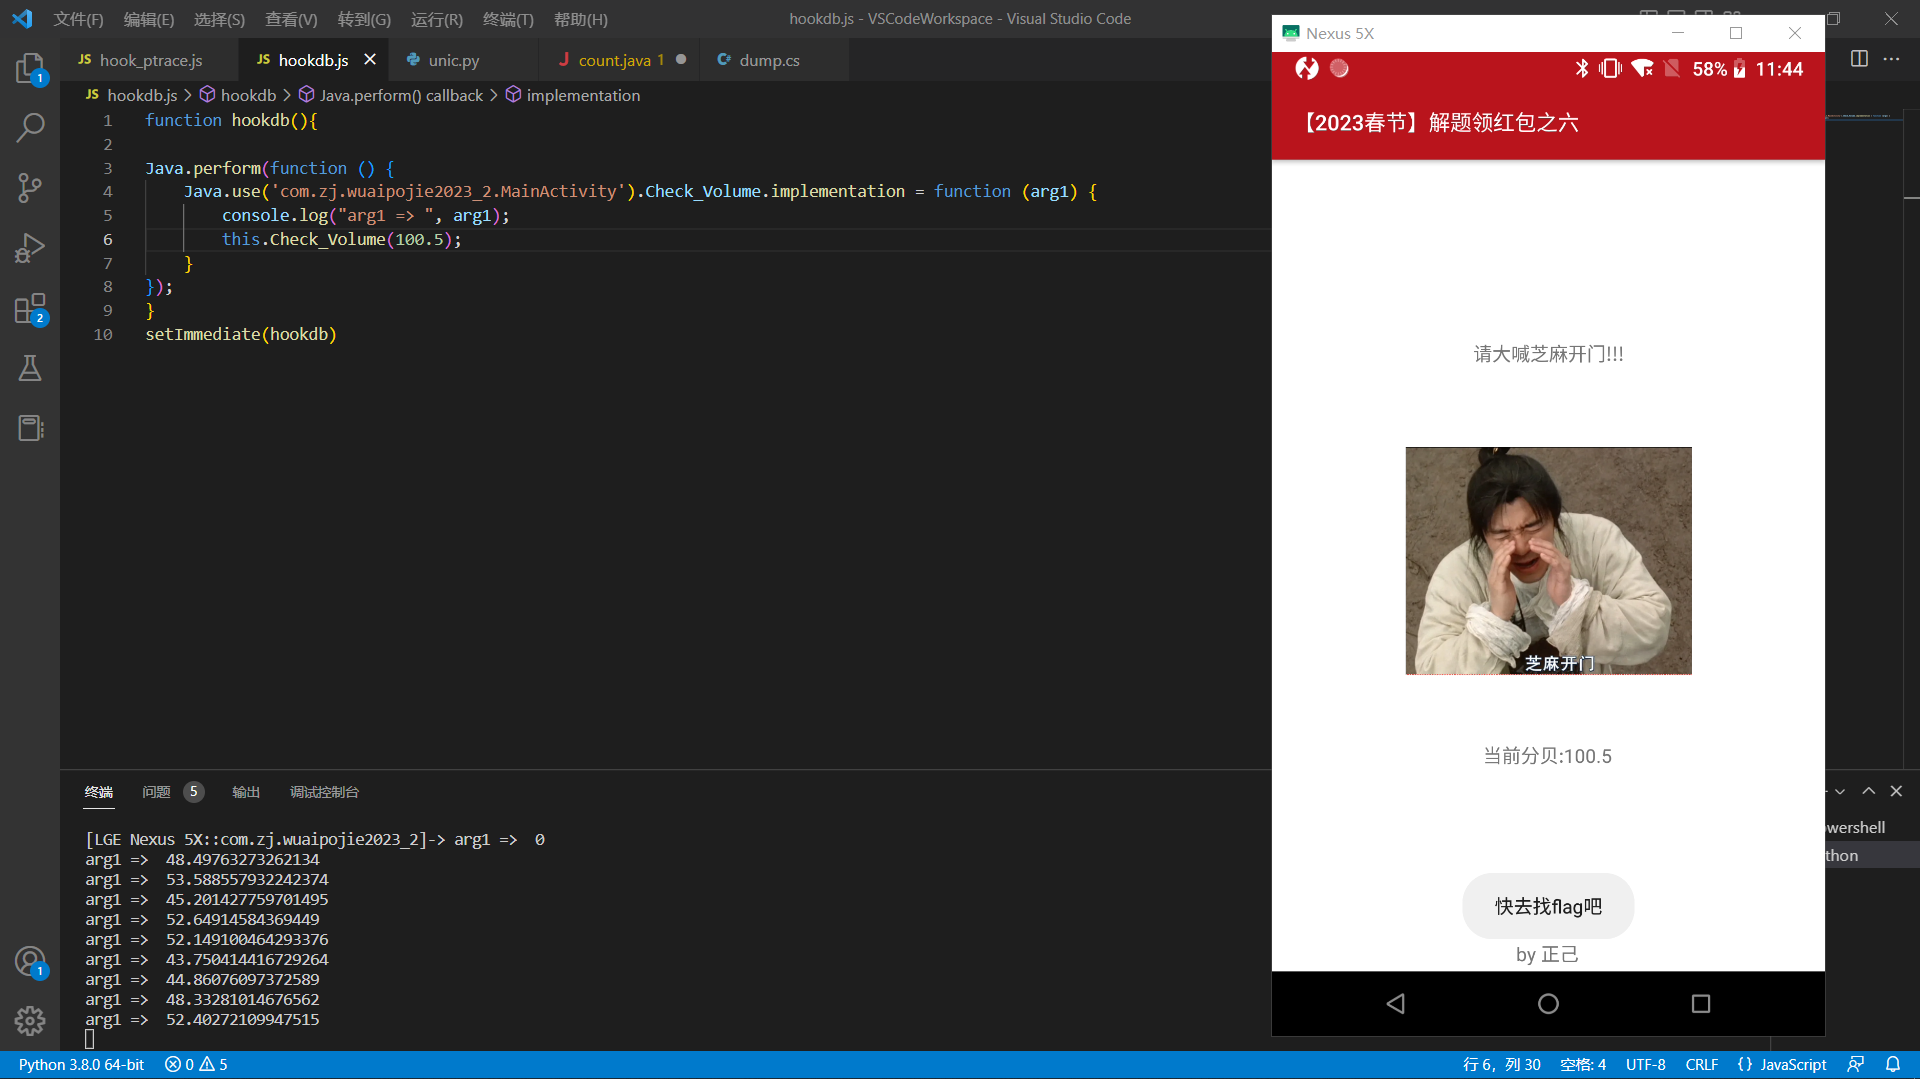 文件(F) 编辑(E) 选择(S) 查看(V) 转到(G) 运行(R) 终端(T) 帮助(H) hookdb.js - VSCodeWorkspace - Visual Studio Code
hook_ptrace.js hookdb.js unic.py count.java 1 dump.cs
hookdb.js > hookdb > Java.perform() callback > implementation
1 function hookdb(){
2
3 Java.perform(function () {
4 Java.use('com.zj.wuaipojie2023_2.MainActivity').Check_Volume.implementation = function (arg1) {
5 console.log("arg1 => ", arg1);
6 this.Check_Volume(100.5);
7 }
8 });
9 }
10 setImmediate(hookdb)
终端 问题 5 输出 调试控制台
[LGE Nexus 5X::com.zj.wuaipojie2023_2]-> arg1 => 0
arg1 => 48.49763273262134
arg1 => 53.588557932242374
arg1 => 45.201427759701495
arg1 => 52.64914584369449
arg1 => 52.149100464293376
arg1 => 43.750414416729264
arg1 => 44.86076097372589
arg1 => 48.33281014676562
arg1 => 52.40272109947515
Nexus 5X
58% 11:44
【2023春节】解题领红包之六
请大喊芝麻开门!!!
芝麻开门
当前分贝:100.5
快去找flag吧
by 正己
owershell
thon
Python 3.8.0 64-bit 0 5 行 6，列 30 空格: 4 UTF-8 CRLF {} JavaScript